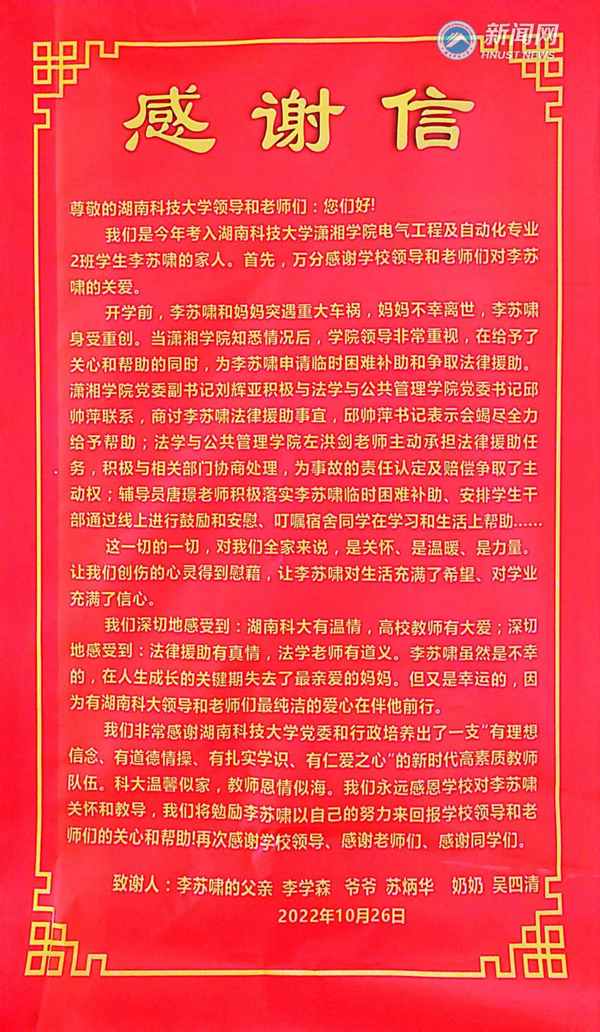 新闻网
HNUST NEWS
感谢信
尊敬的湖南科技大学领导和老师们：您们好!
我们是今年考入湖南科技大学潇湘学院电气工程及自动化专业
2班学生李苏啸的家人。首先，万分感谢学校领导和老师们对李苏
啸的关爱。
开学前，李苏啸和妈妈突遇重大车祸，妈妈不幸离世，李苏啸
身受重创。当潇湘学院知悉情况后，学院领导非常重视，在给予了
关心和帮助的同时，为李苏啸申请临时困难补助和争取法律援助。
潇湘学院党委副书记刘辉亚积极与法学与公共管理学院党委书记邱
帅萍联系，商讨李苏啸法律援助事宜，邱帅萍书记表示会竭尽全力
给予帮助；法学与公共管理学院左洪剑老师主动承担法律援助任
务，积极与相关部门协商处理，为事故的责任认定及赔偿争取了主
动权；辅导员唐璟老师积极落实李苏啸临时困难补助、安排学生干
部通过线上进行鼓励和安慰、叮嘱宿舍同学在学习和生活上帮助......
这一切的一切，对我们全家来说，是关怀、是温暖、是力量。
让我们创伤的心灵得到慰藉，让李苏啸对生活充满了希望、对学业
充满了信心。
我们深切地感受到：湖南科大有温情，高校教师有大爱；深切
地感受到：法律援助有真情，法学老师有道义。李苏啸虽然是不幸
的，在人生成长的关键期失去了最亲爱的妈妈。但又是幸运的，因
为有湖南科大领导和老师们最纯洁的爱心在伴他前行。
我们非常感谢湖南科技大学党委和行政培养出了一支"有理想
信念、有道德情操、有扎实学识、有仁爱之心"的新时代高素质教师
队伍。科大温馨似家，教师恩情似海。我们永远感恩学校对李苏啸
关怀和教导，我们将勉励李苏啸以自己的努力来回报学校领导和老
师们的关心和帮助!再次感谢学校领导、感谢老师们、感谢同学们。
致谢人：李苏啸的父亲 李学森 爷爷 苏炳华 奶奶 吴四清
2022年10月26日